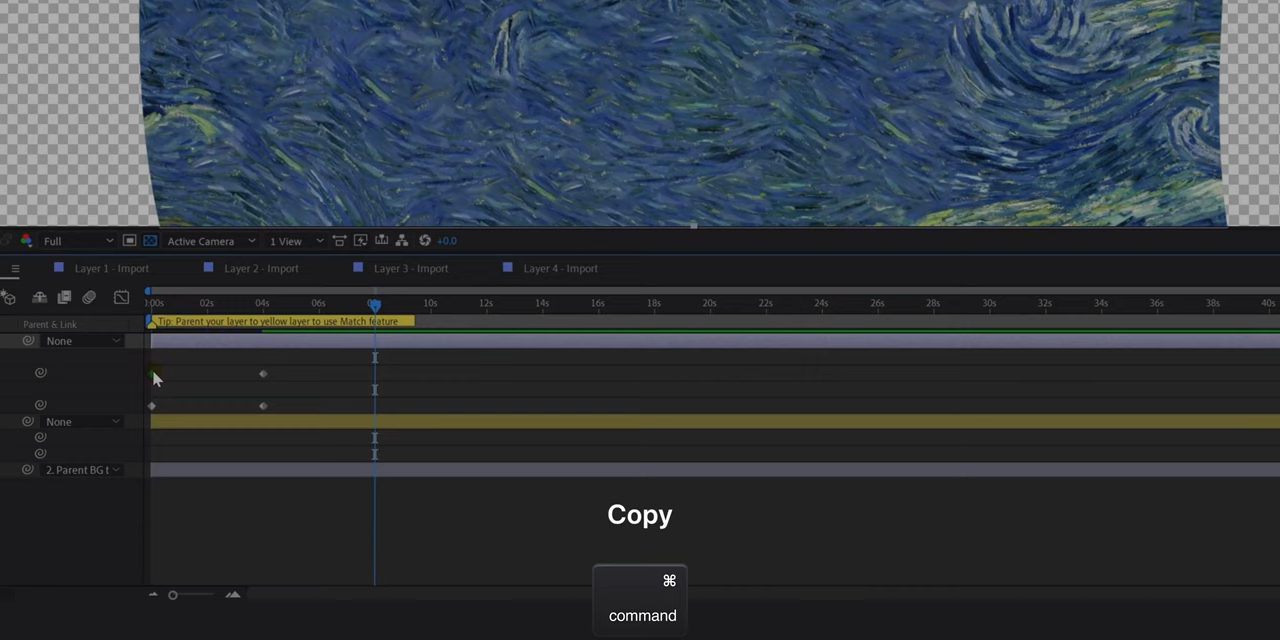 Full
Active Camera
1 View
+0.0
Layer 1 - Import
Layer 2 - Import
Layer 3 - Import
Layer 4 - Import
02s 04s 06s 10s 12s 14s 16s 18s 20s 22s 24s 26s 28s 30s 32s 34s 36s 38s 40s
Tip: Parent your layer to yellow layer to use Match feature
Parent & Link
None
None
2. Parent BG t
Copy
⌘
command